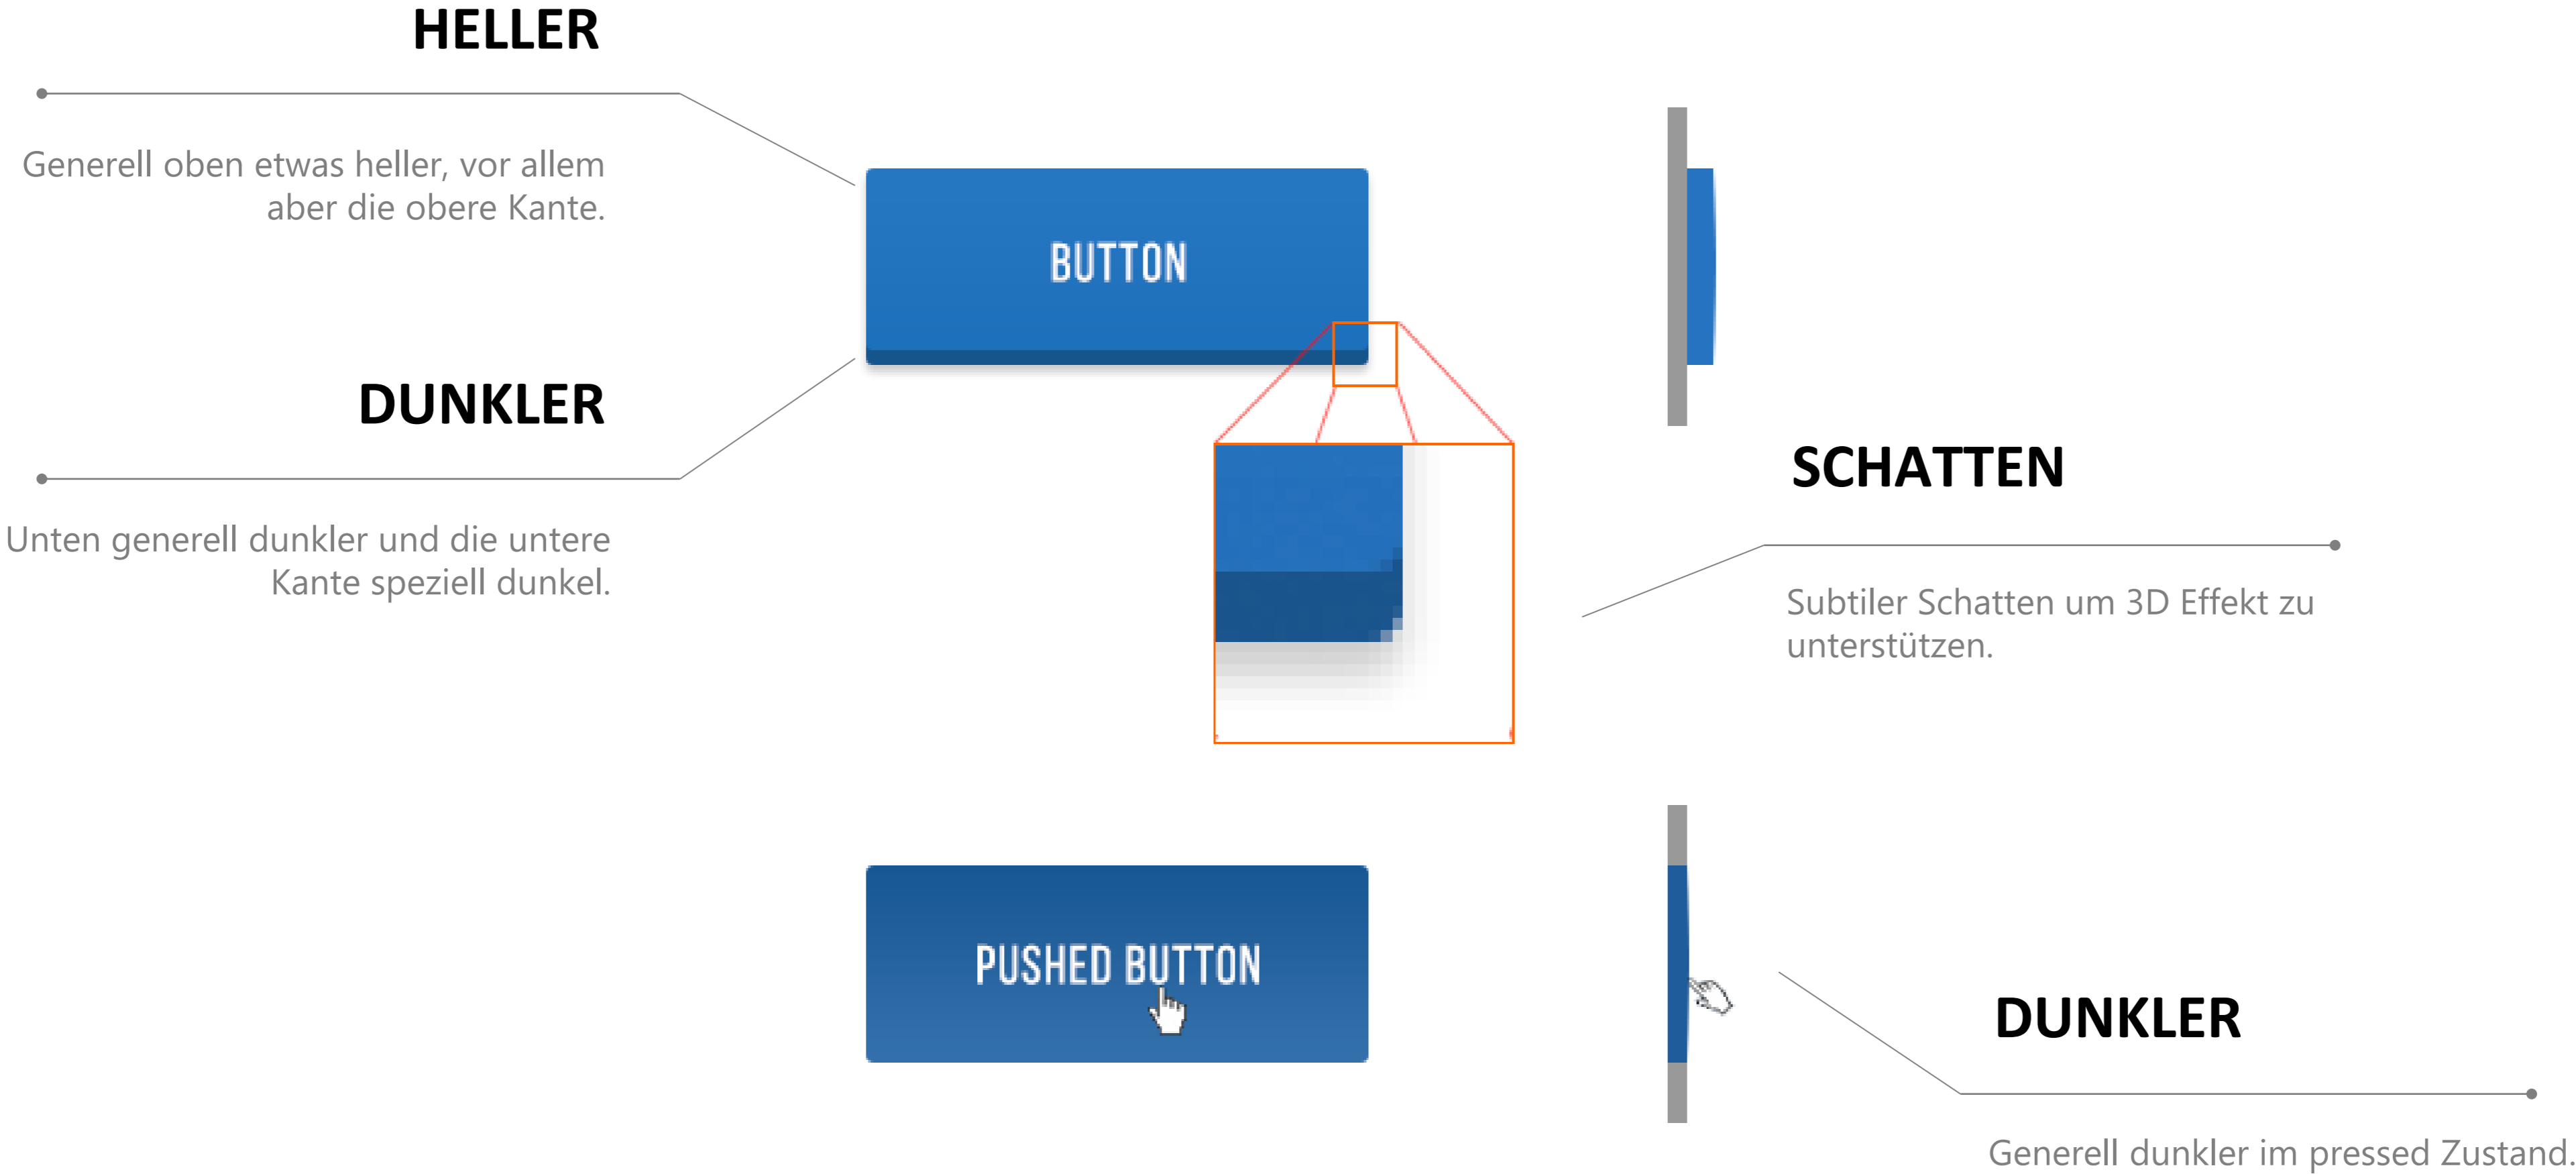 HELLER
Generell oben etwas heller, vor allem
aber die obere Kante.
BUTTON
DUNKLER
Unten generell dunkler und die untere
Kante speziell dunkel.
SCHATTEN
Subtiler Schatten um 3D Effekt zu
unterstützen.
PUSHED BUTTON
DUNKLER
Generell dunkler im pressed Zustand.